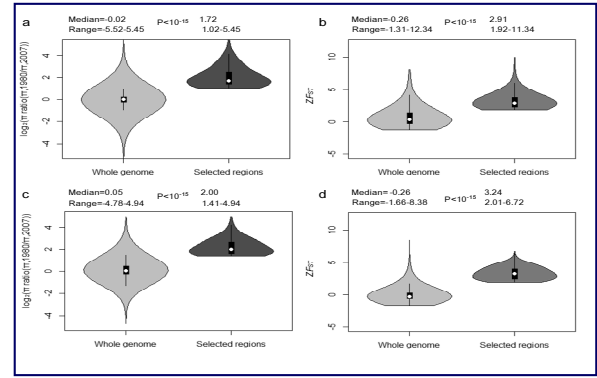 a
Median=-0.02 P<10⁻¹⁵ 1.72
Range=-5.52-5.45 1.02-5.45
log₂(π ratio(π,1980/π,2007))
4
2
0
-2
-4
Whole genome Selected regions
b
Median=-0.26 P<10⁻¹⁵ 2.91
Range=-1.31-12.34 1.92-11.34
ZFST
10
5
0
-5
Whole genome Selected regions
c
Median=0.05 P<10⁻¹⁵ 2.00
Range=-4.78-4.94 1.41-4.94
log₂(π ratio(π,1980/π,2007))
4
2
0
-2
-4
Whole genome Selected regions
d
Median= -0.26 P<10⁻¹⁵ 3.24
Range=-1.66-8.38 2.01-6.72
ZFST
10
5
0
-5
Whole genome Selected regions